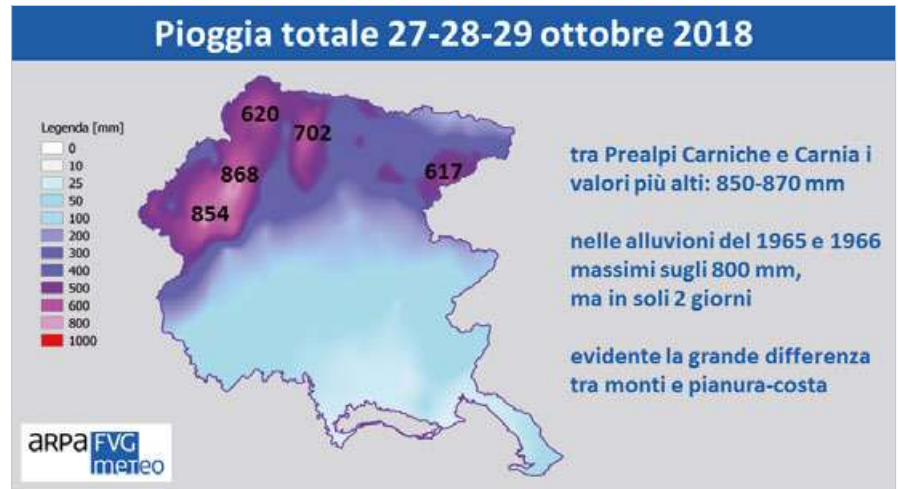 Pioggia totale 27-28-29 ottobre 2018
Legenda [mm]
0
10
25
50
100
200
300
400
500
600
800
1000
620
702
868
617
854
tra Prealpi Carniche e Carnia i
valori più alti: 850-870 mm
nelle alluvioni del 1965 e 1966
massimi sugli 800 mm,
ma in soli 2 giorni
evidente la grande differenza
tra monti e pianura-costa
aRPa FVG
meteo